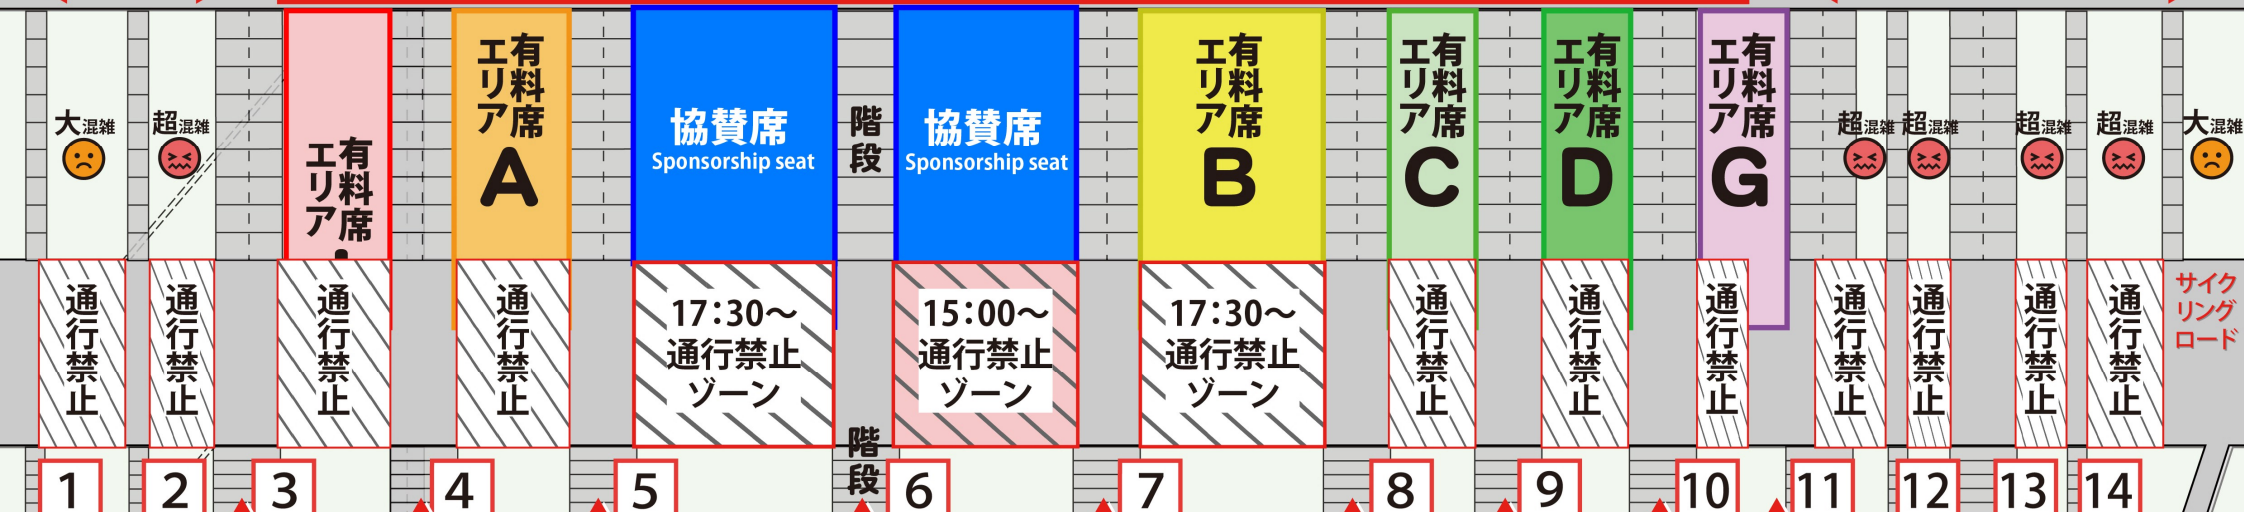 大混雑
超混雑
有料席
エリア
有料席
エリア
A
協賛席
Sponsorship seat
階段
協賛席
Sponsorship seat
有料席
エリア
B
有料席
エリア
C
有料席
エリア
D
有料席
エリア
G
超混雑
超混雑
超混雑
超混雑
大混雑
通行禁止
通行禁止
通行禁止
通行禁止
17:30〜
通行禁止
ゾーン
15:00〜
通行禁止
ゾーン
17:30〜
通行禁止
ゾーン
通行禁止
通行禁止
通行禁止
通行禁止
通行禁止
通行禁止
通行禁止
サイク
リング
ロード
階段
1
2
3
4
5
6
7
8
9
10
11
12
13
14